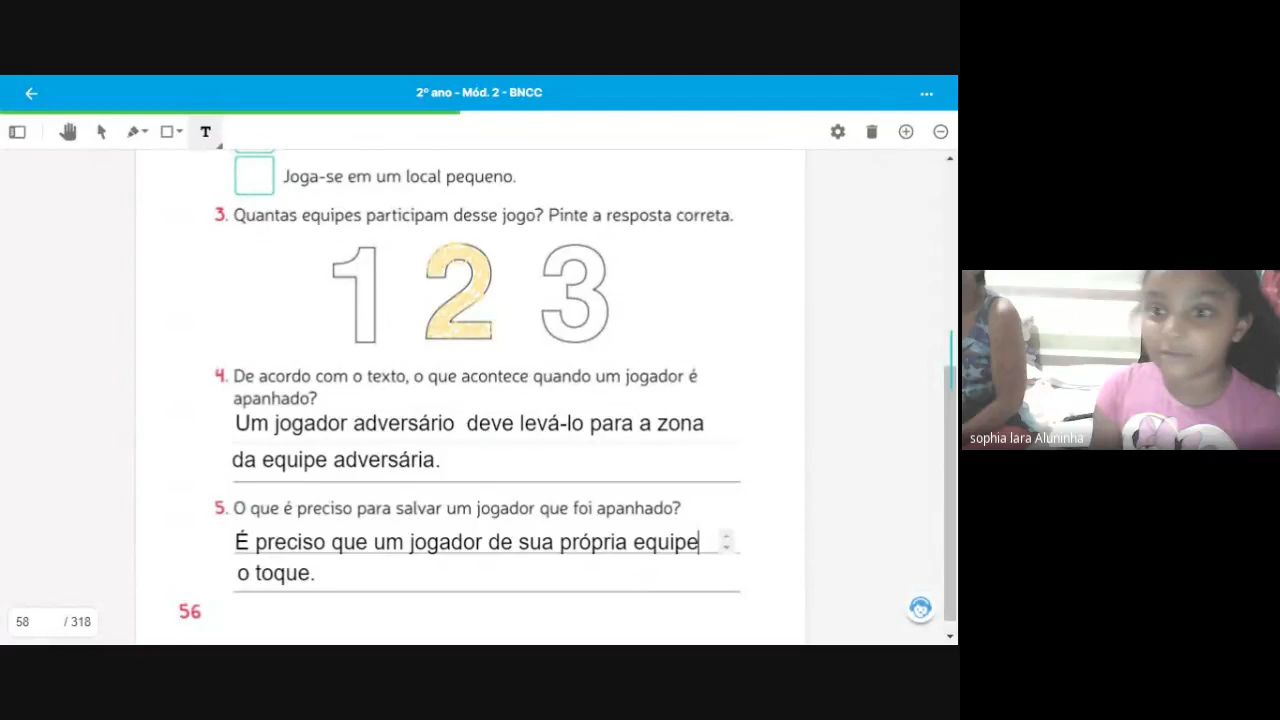 2º ano - Mód. 2 - BNCC
T
Joga-se em um local pequeno.
3. Quantas equipes participam desse jogo? Pinte a resposta correta.
1 2 3
4. De acordo com o texto, o que acontece quando um jogador é
apanhado?
Um jogador adversário deve levá-lo para a zona
da equipe adversária.
5. O que é preciso para salvar um jogador que foi apanhado?
É preciso que um jogador de sua própria equipe
o toque.
56
58 / 318
sophia lara Aluninha